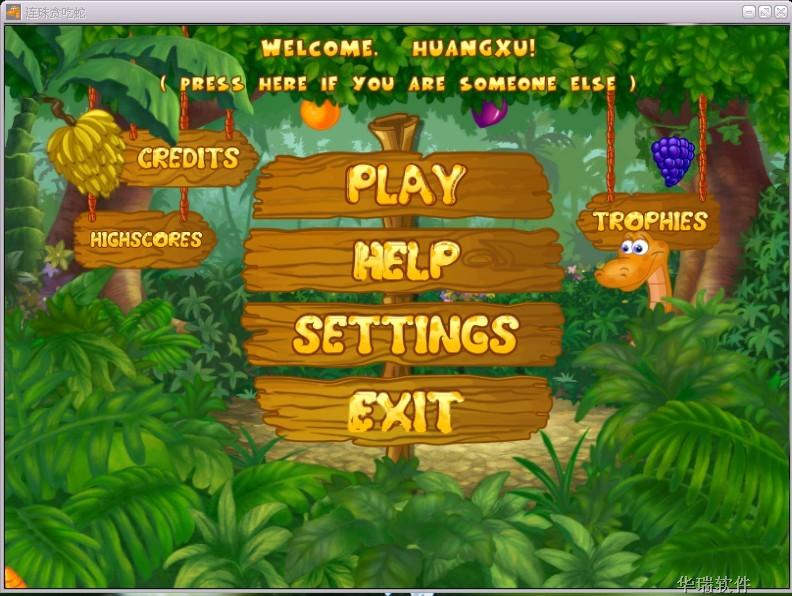 连珠贪吃蛇
WELCOME, HUANGXU!
( PRESS HERE IF YOU ARE SOMEONE ELSE )
CREDITS
PLAY
TROPHIES
HIGHSCORES
HELP
SETTINGS
EXIT
华瑞软件